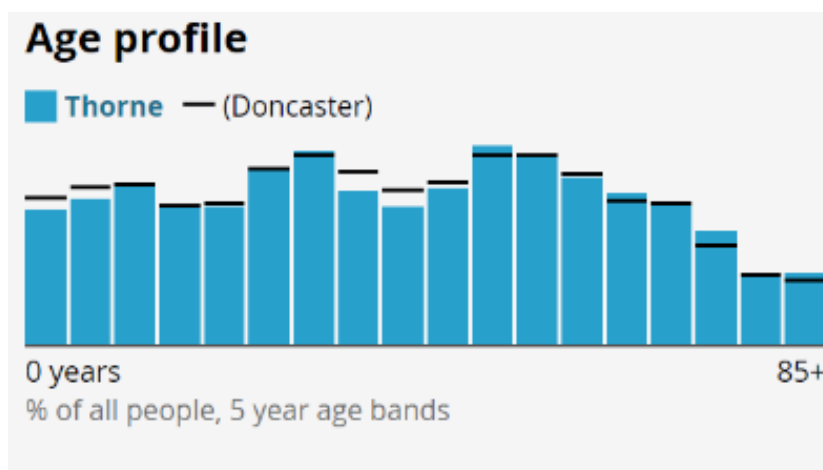 Age profile
Thorne — (Doncaster)
0 years 85+
% of all people, 5 year age bands